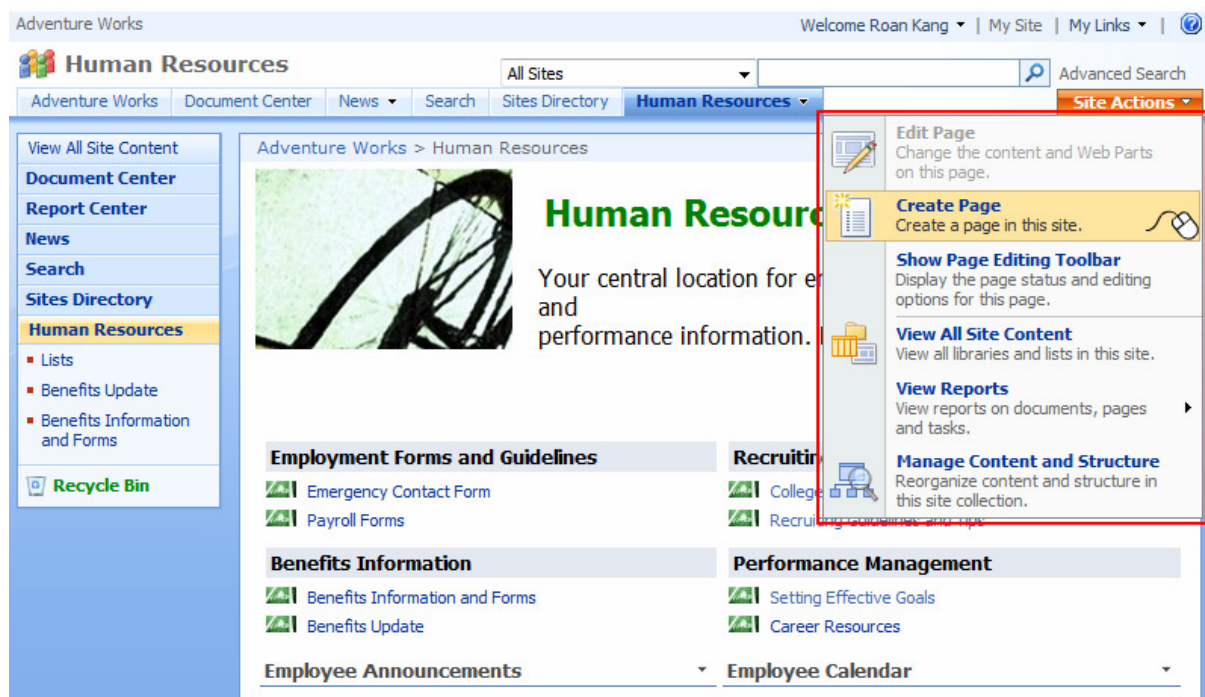 Adventure Works
Welcome Roan Kang | My Site | My Links |
Human Resources
All Sites
Advanced Search
Adventure Works Document Center News Search Sites Directory Human Resources
Site Actions
View All Site Content
Document Center
Report Center
News
Search
Sites Directory
Human Resources
Lists
Benefits Update
Benefits Information
and Forms
Recycle Bin
Adventure Works > Human Resources
Human
Your central location for
and
performance information.
Edit Page
Change the content and Web Parts
on this page.
Create Page
Create a page in this site.
Show Page Editing Toolbar
Display the page status and editing
options for this page.
View All Site Content
View all libraries and lists in this site.
View Reports
View reports on documents, pages
and tasks.
Manage Content and Structure
Reorganize content and structure in
this site collection.
Employment Forms and Guidelines
Emergency Contact Form
Payroll Forms
College
Recruiting Guidelines and Tips
Benefits Information
Benefits Information and Forms
Benefits Update
Performance Management
Setting Effective Goals
Career Resources
Employee Announcements
Employee Calendar